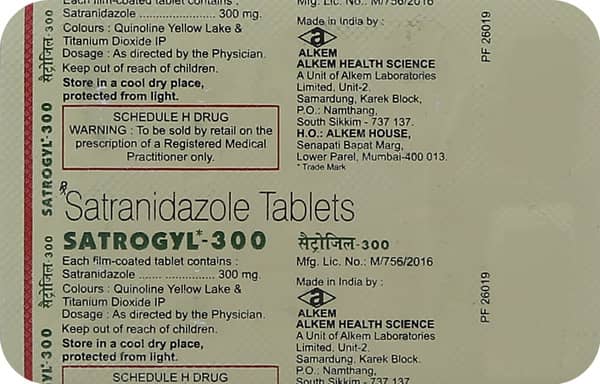 Each film-coated tablet contains :
Satranidazole ........................ 300 mg.
Colours : Quinoline Yellow Lake &
Titanium Dioxide IP
Dosage : As directed by the Physician.
Keep out of reach of children.
Store in a cool dry place,
protected from light.
SCHEDULE H DRUG
WARNING : To be sold by retail on the
prescription of a Registered Medical
Practitioner only.
Mfg. Lic. No.: M/756/2016
Made in India by :
ALKEM
ALKEM HEALTH SCIENCE
A Unit of Alkem Laboratories
Limited, Unit-2.
Samardung, Karek Block,
P.O.: Namthang,
South Sikkim - 737 137.
H.O.: ALKEM HOUSE,
Senapati Bapat Marg,
Lower Parel, Mumbai-400 013.
* Trade Mark
PF 26019
सैट्रोजिल-300
SATROGYL*-300
सैट्रोजिल-300
YL*-300
Rx Satranidazole Tablets
SATROGYL*-300 सैट्रोजिल-300
Each film-coated tablet contains :
Satranidazole ........................ 300 mg.
Colours : Quinoline Yellow Lake &
Titanium Dioxide IP
Dosage : As directed by the Physician.
Keep out of reach of children.
Store in a cool dry place,
protected from light.
SCHEDULE H DRUG
Mfg. Lic. No.: M/756/2016
Made in India by :
ALKEM
ALKEM HEALTH SCIENCE
A Unit of Alkem Laboratories
Limited, Unit-2.
Samardung, Karek Block.
P.O.: Namthang,
South Sikkim - 737 137.
PF 26019